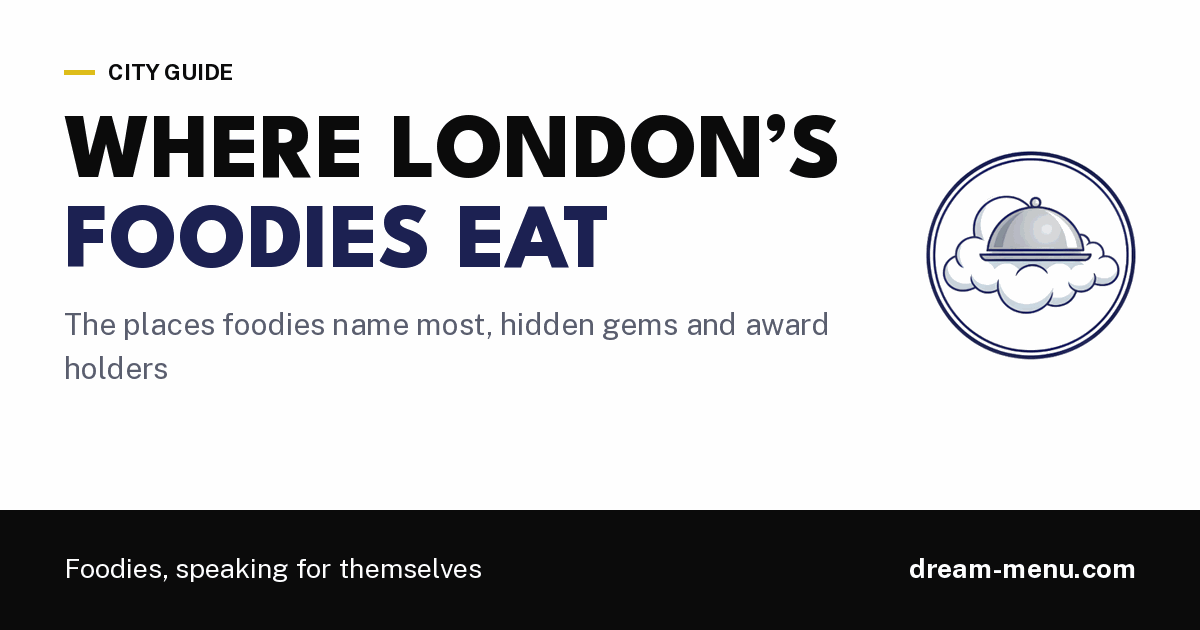 CITY GUIDE
WHERE LONDON’S
FOODIES EAT
The places foodies name most, hidden gems and award
holders
Foodies, speaking for themselves
dream-menu.com